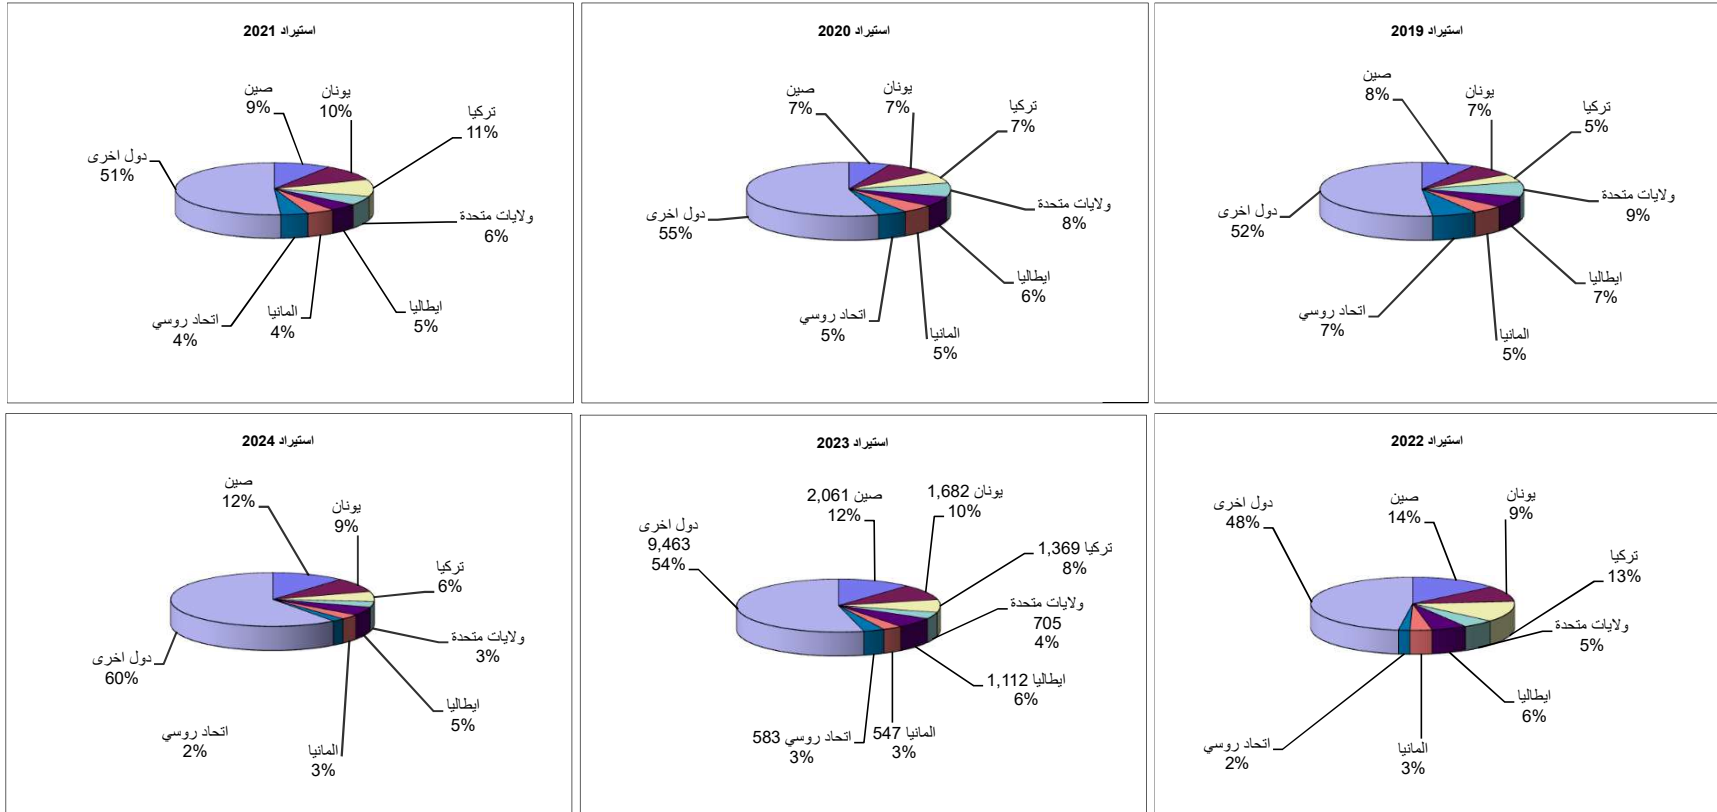 استيراد 2019
صين
8%
يونان
7%
تركيا
5%
ولايات متحدة
9%
ايطاليا
7%
المانيا
5%
اتحاد روسي
7%
دول اخرى
52%
استيراد 2020
صين
7%
يونان
7%
تركيا
7%
ولايات متحدة
8%
ايطاليا
6%
المانيا
5%
اتحاد روسي
5%
دول اخرى
55%
استيراد 2021
صين
9%
يونان
10%
تركيا
11%
ولايات متحدة
6%
ايطاليا
5%
المانيا
4%
اتحاد روسي
4%
دول اخرى
51%
استيراد 2022
صين
14%
يونان
9%
تركيا
13%
ولايات متحدة
5%
ايطاليا
6%
المانيا
3%
اتحاد روسي
2%
دول اخرى
48%
استيراد 2023
صين 2,061
12%
يونان 1,682
10%
تركيا 1,369
8%
ولايات متحدة
705
4%
ايطاليا 1,112
6%
المانيا 547
3%
اتحاد روسي 583
3%
دول اخرى
9,463
54%
استيراد 2024
صين
12%
يونان
9%
تركيا
6%
ولايات متحدة
3%
ايطاليا
5%
المانيا
3%
اتحاد روسي
2%
دول اخرى
60%